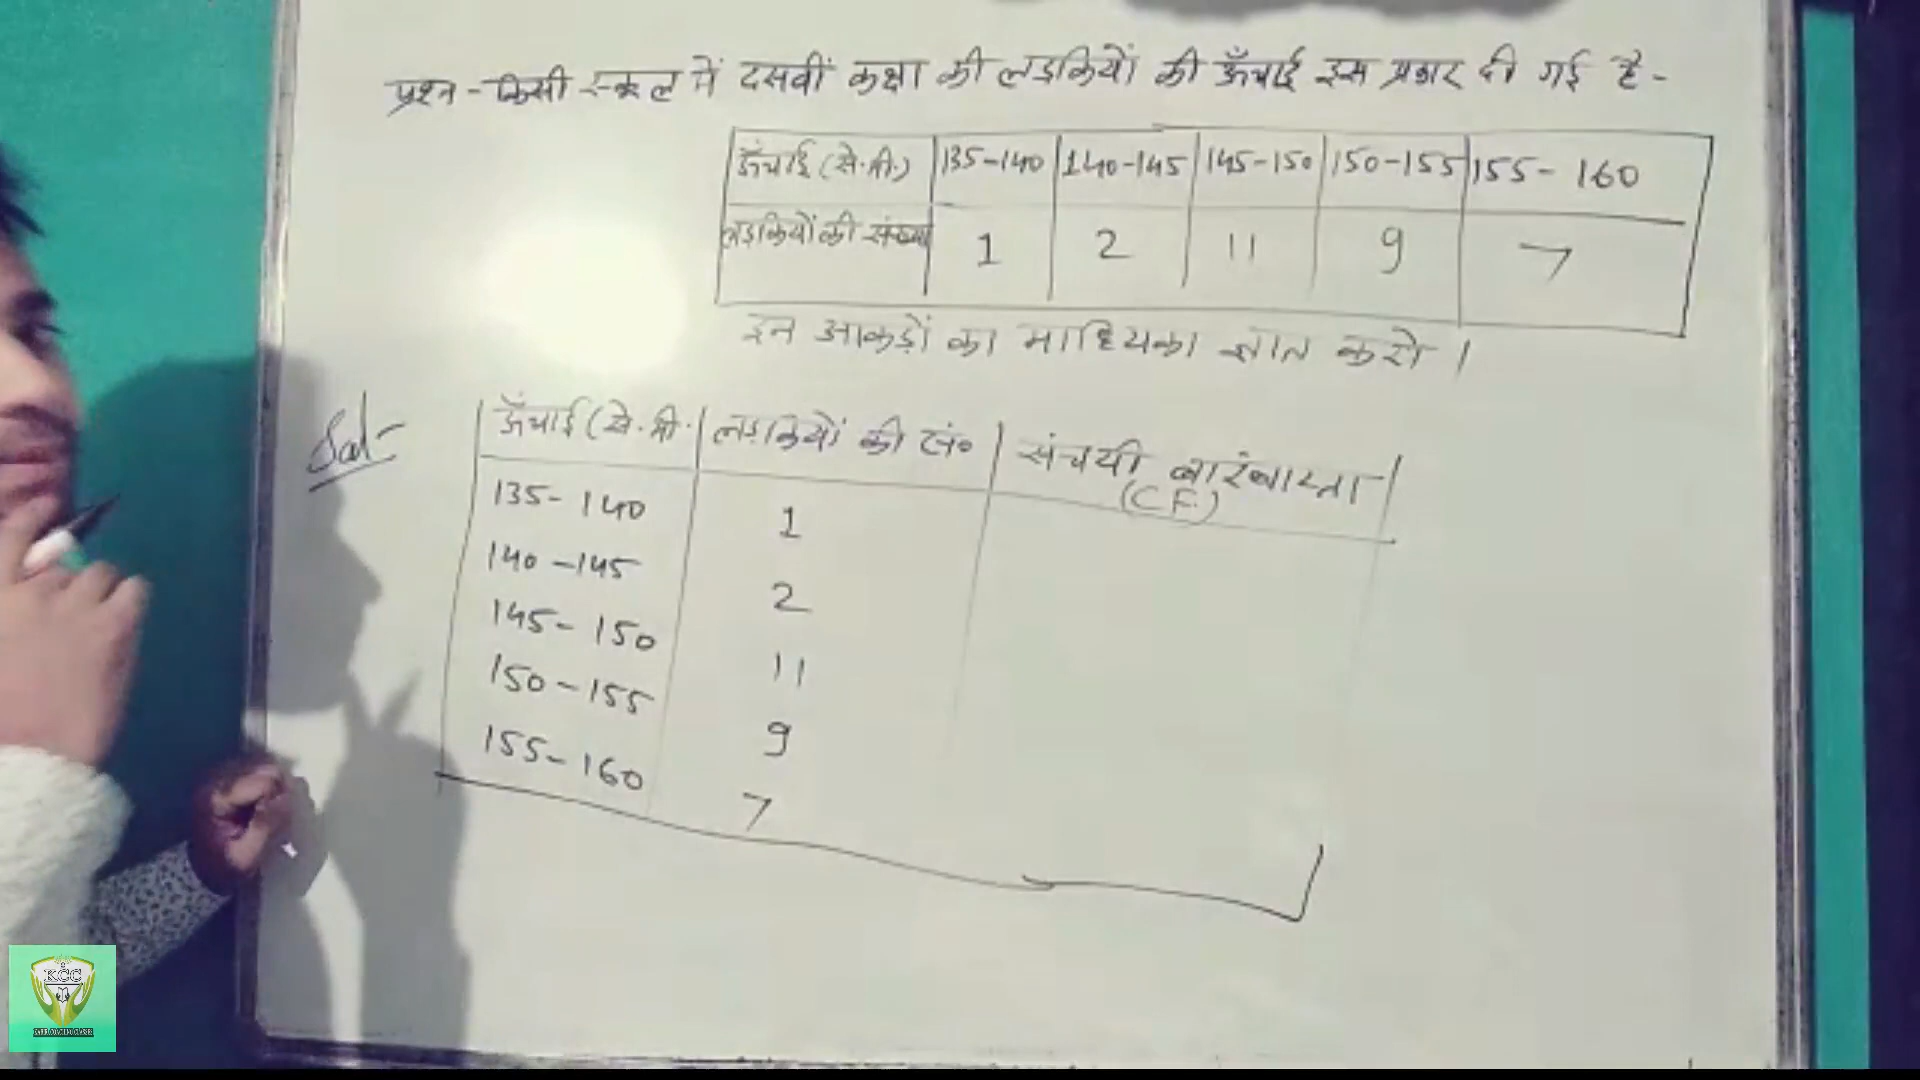 प्रश्न - किसी स्कूल में दसवीं कक्षा की लड़कियों की ऊँचाई इस प्रकार दी गई है -
ऊँचाई (से.मी.) 135-140 140-145 145-150 150-155 155-160
लड़कियों की संख्या 1 2 11 9 7
इन आकड़ों का माध्यिका ज्ञात करो ।
Sol-
ऊँचाई (से.मी. लड़कियों की सं० संचयी बारंबारता
(C.F.)
135-140 1
140-145 2
145-150 11
150-155 9
155-160 7
KCC